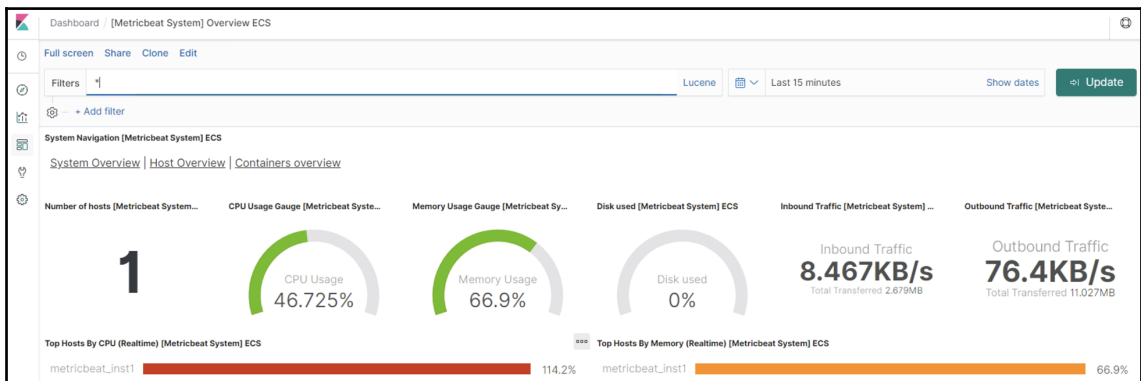 Dashboard / [Metricbeat System] Overview ECS
Full screen Share Clone Edit
Filters * Lucene Last 15 minutes Show dates Update
+ Add filter
System Navigation [Metricbeat System] ECS
System Overview | Host Overview | Containers overview
Number of hosts [Metricbeat System... CPU Usage Gauge [Metricbeat Syste... Memory Usage Gauge [Metricbeat Sy... Disk used [Metricbeat System] ECS Inbound Traffic [Metricbeat System] ... Outbound Traffic [Metricbeat Syste...
1
CPU Usage
46.725%
Memory Usage
66.9%
Disk used
0%
Inbound Traffic
8.467KB/s
Total Transferred 2.679MB
Outbound Traffic
76.4KB/s
Total Transferred 11.027MB
Top Hosts By CPU (Realtime) [Metricbeat System] ECS
metricbeat_inst1 114.2%
Top Hosts By Memory (Realtime) [Metricbeat System] ECS
metricbeat_inst1 66.9%